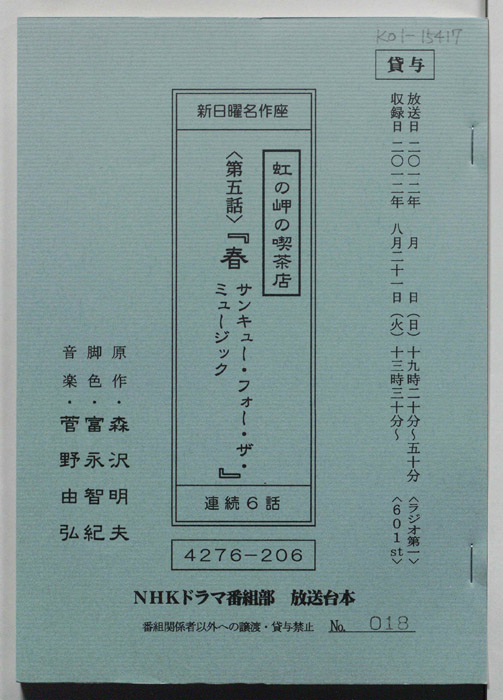 K01-15417
貸与
放送日 二〇一二年 月 日（日）十九時二十分〜五十分〈ラジオ第一〉
収録日 二〇一二年 八月二十一日（火）十三時三十分〜〈601st〉
新日曜名作座
虹の岬の喫茶店
〈第五話〉『春
サンキュー・フォー・ザ・
ミュージック』
連続6話
4276-206
原作・森沢明夫
脚色・富永智紀
音楽・菅野由弘
NHKドラマ番組部 放送台本
番組関係者以外への譲渡・貸与禁止 No. 018